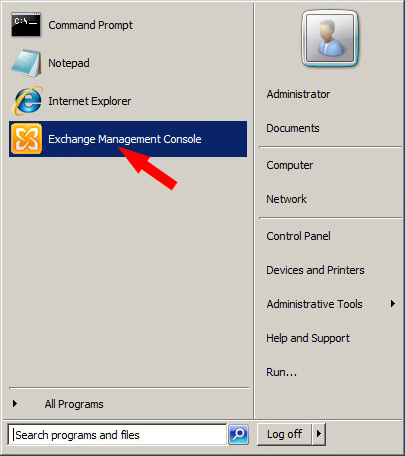 Command Prompt
Notepad
Internet Explorer
Exchange Management Console
All Programs
Search programs and files
Administrator
Documents
Computer
Network
Control Panel
Devices and Printers
Administrative Tools
Help and Support
Run...
Log off